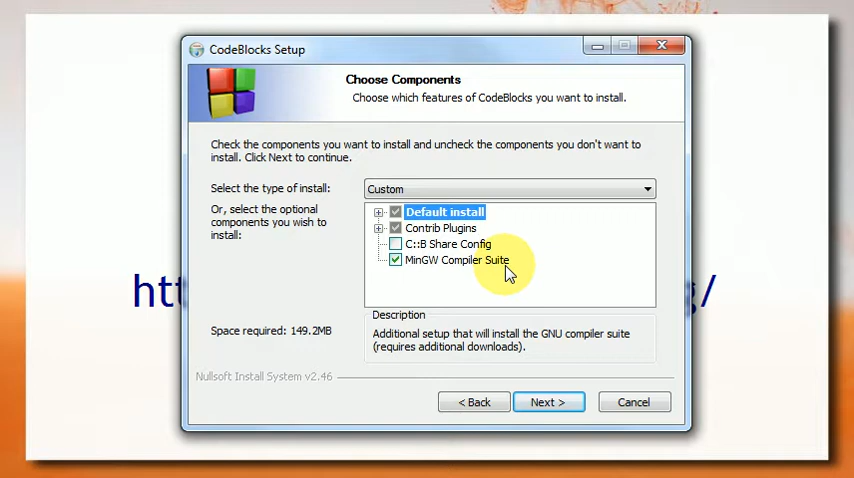 CodeBlocks Setup
Choose Components
Choose which features of CodeBlocks you want to install.
Check the components you want to install and uncheck the components you don't want to
install. Click Next to continue.
Select the type of install:
Custom
Or, select the optional
components you wish to
install:
Default install
Contrib Plugins
C::B Share Config
MinGW Compiler Suite
Space required: 149.2MB
Description
Additional setup that will install the GNU compiler suite
(requires additional downloads).
Nullsoft Install System v2.46
< Back
Next >
Cancel